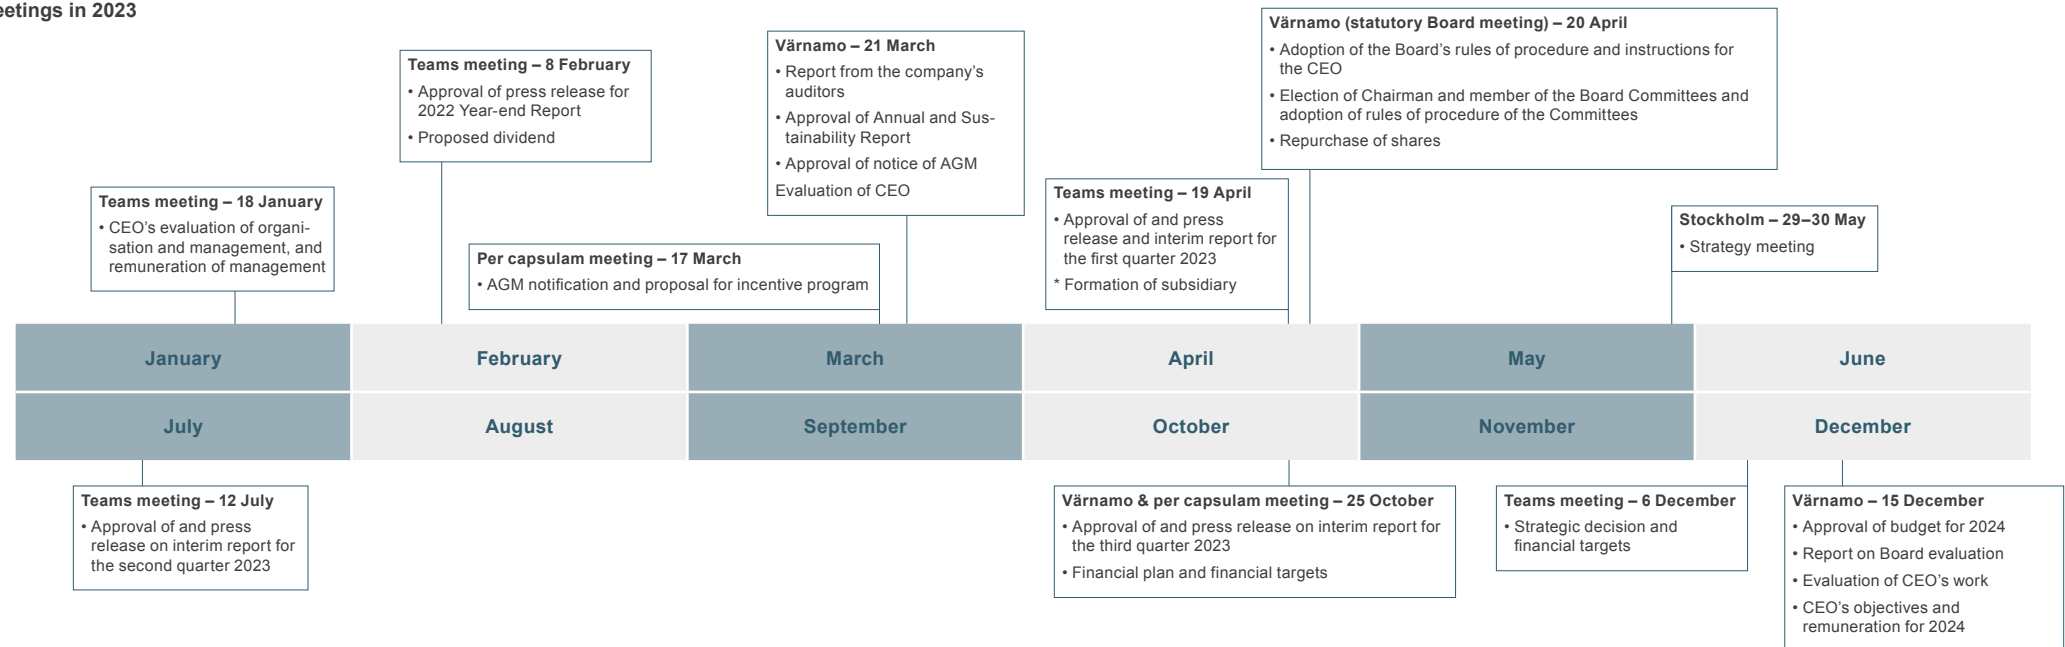 eetings in 2023
Teams meeting – 18 January
• CEO's evaluation of organi-
sation and management, and
remuneration of management
Teams meeting – 8 February
• Approval of press release for
2022 Year-end Report
• Proposed dividend
Per capsulam meeting – 17 March
• AGM notification and proposal for incentive program
Värnamo – 21 March
• Report from the company's
auditors
• Approval of Annual and Sus-
tainability Report
• Approval of notice of AGM
Evaluation of CEO
Teams meeting – 19 April
• Approval of and press
release and interim report for
the first quarter 2023
* Formation of subsidiary
Värnamo (statutory Board meeting) – 20 April
• Adoption of the Board's rules of procedure and instructions for
the CEO
• Election of Chairman and member of the Board Committees and
adoption of rules of procedure of the Committees
• Repurchase of shares
Stockholm – 29–30 May
• Strategy meeting
January
February
March
April
May
June
July
August
September
October
November
December
Teams meeting – 12 July
• Approval of and press
release on interim report for
the second quarter 2023
Värnamo & per capsulam meeting – 25 October
• Approval of and press release on interim report for
the third quarter 2023
• Financial plan and financial targets
Teams meeting – 6 December
• Strategic decision and
financial targets
Värnamo – 15 December
• Approval of budget for 2024
• Report on Board evaluation
• Evaluation of CEO's work
• CEO's objectives and
remuneration for 2024